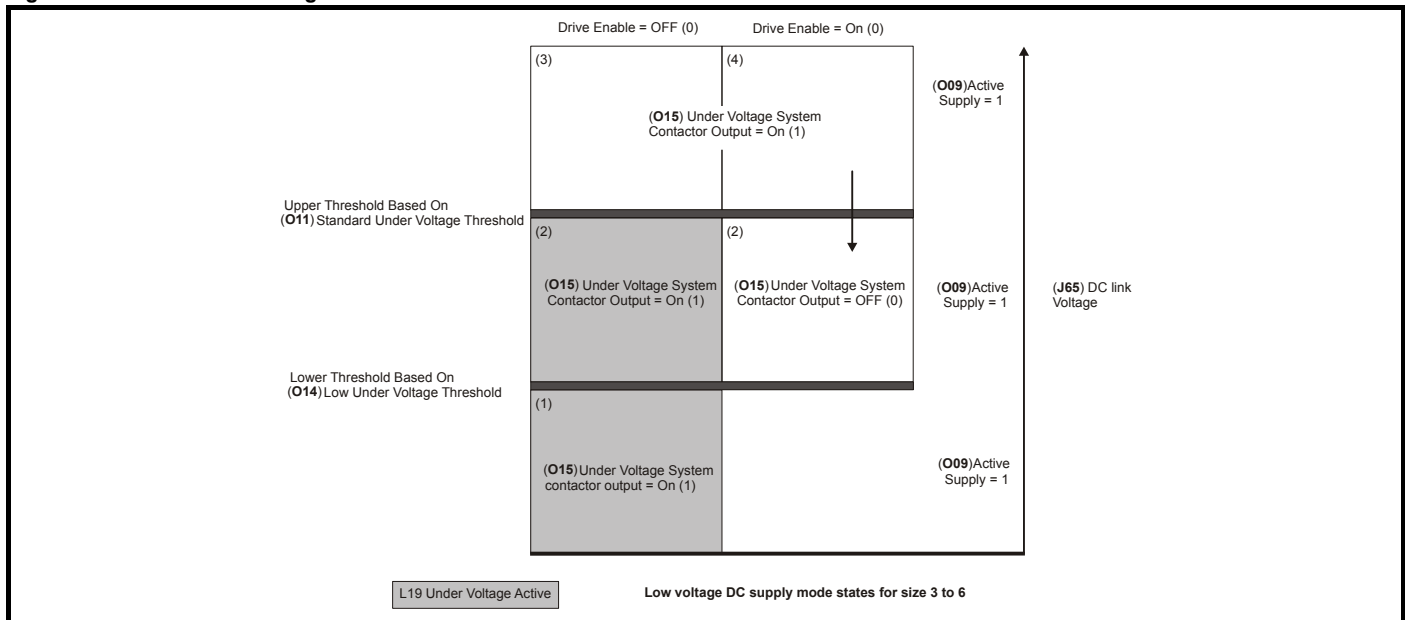 Drive Enable = OFF (0) Drive Enable = On (0)
(3) (4)
(O09)Active
Supply = 1
(O15) Under Voltage System
Contactor Output = On (1)
Upper Threshold Based On
(O11) Standard Under Voltage Threshold
(2) (2)
(O15) Under Voltage System
Contactor Output = On (1)
(O15) Under Voltage System
Contactor Output = OFF (0)
(O09)Active
Supply = 1
(J65) DC link
Voltage
Lower Threshold Based On
(O14) Low Under Voltage Threshold
(1)
(O15) Under Voltage System
contactor output = On (1)
(O09)Active
Supply = 1
L19 Under Voltage Active
Low voltage DC supply mode states for size 3 to 6